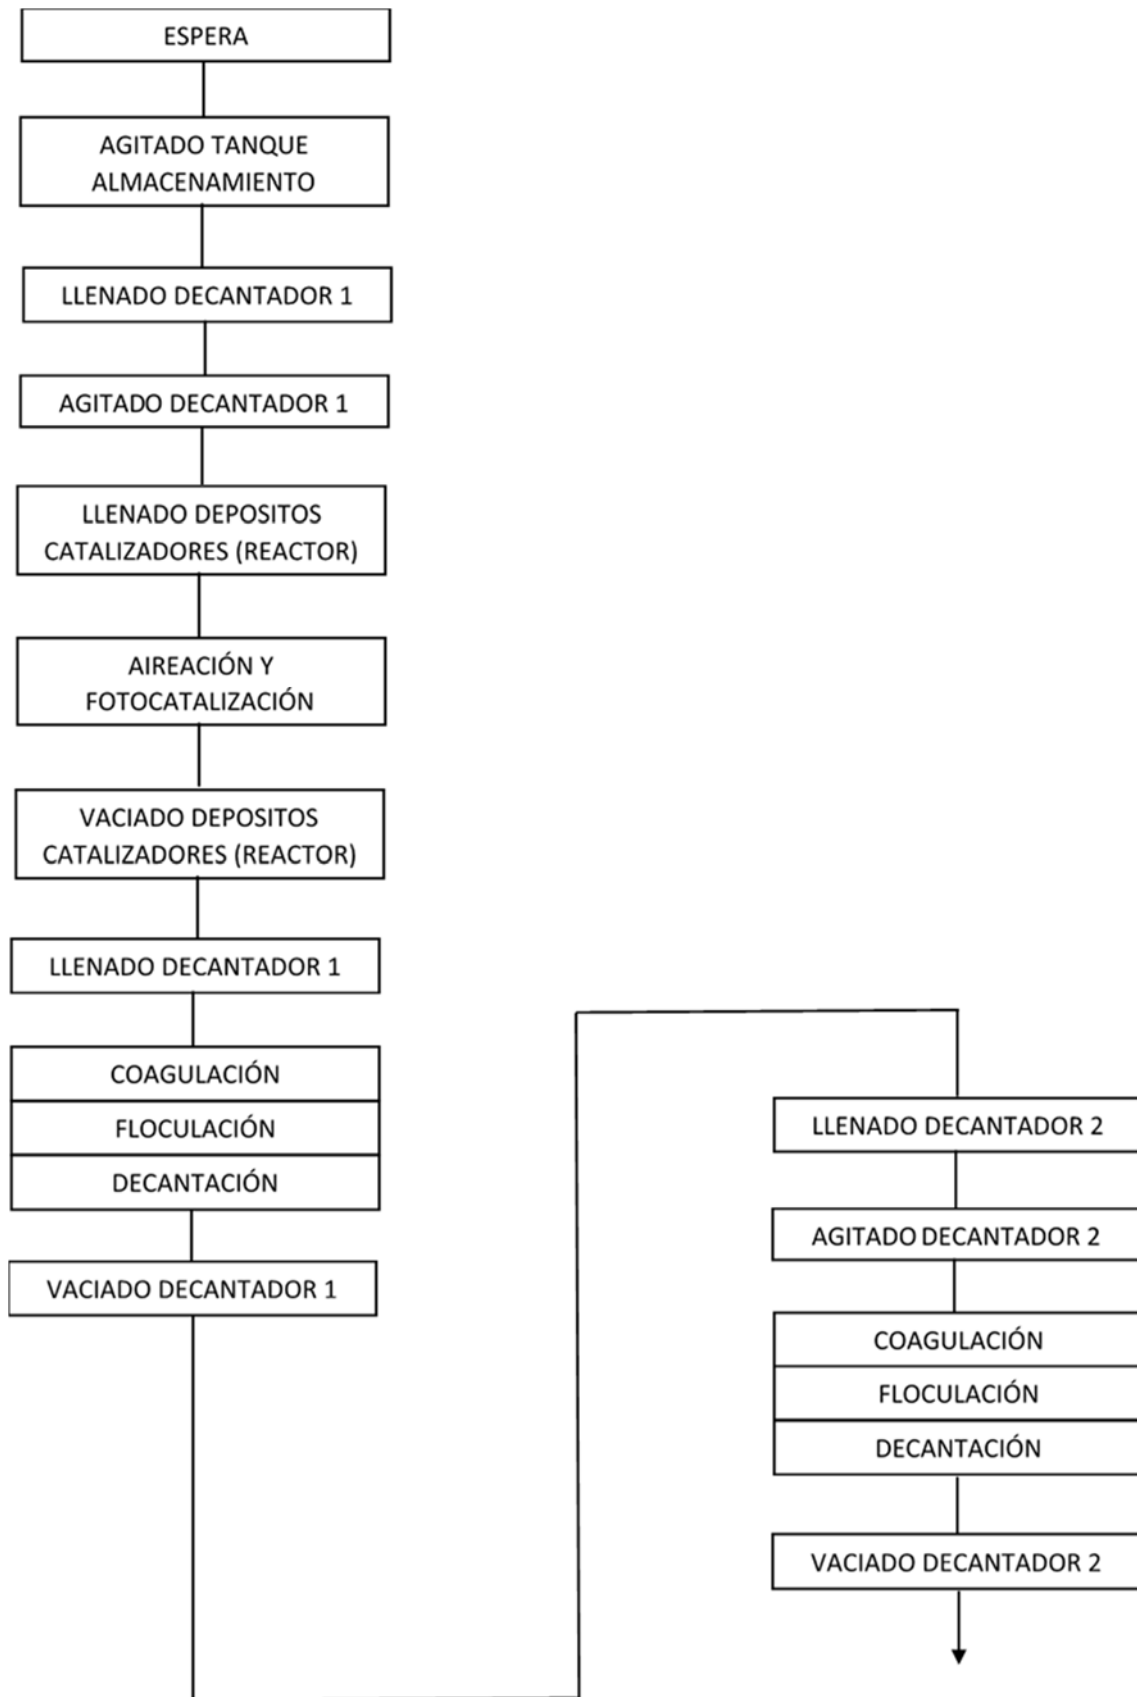 ESPERA
AGITADO TANQUE
ALMACENAMIENTO
LLENADO DECANTADOR 1
AGITADO DECANTADOR 1
LLENADO DEPOSITOS
CATALIZADORES (REACTOR)
AIREACIÓN Y
FOTOCATALIZACIÓN
VACIADO DEPOSITOS
CATALIZADORES (REACTOR)
LLENADO DECANTADOR 1
COAGULACIÓN
FLOCULACIÓN
DECANTACIÓN
VACIADO DECANTADOR 1
LLENADO DECANTADOR 2
AGITADO DECANTADOR 2
COAGULACIÓN
FLOCULACIÓN
DECANTACIÓN
VACIADO DECANTADOR 2